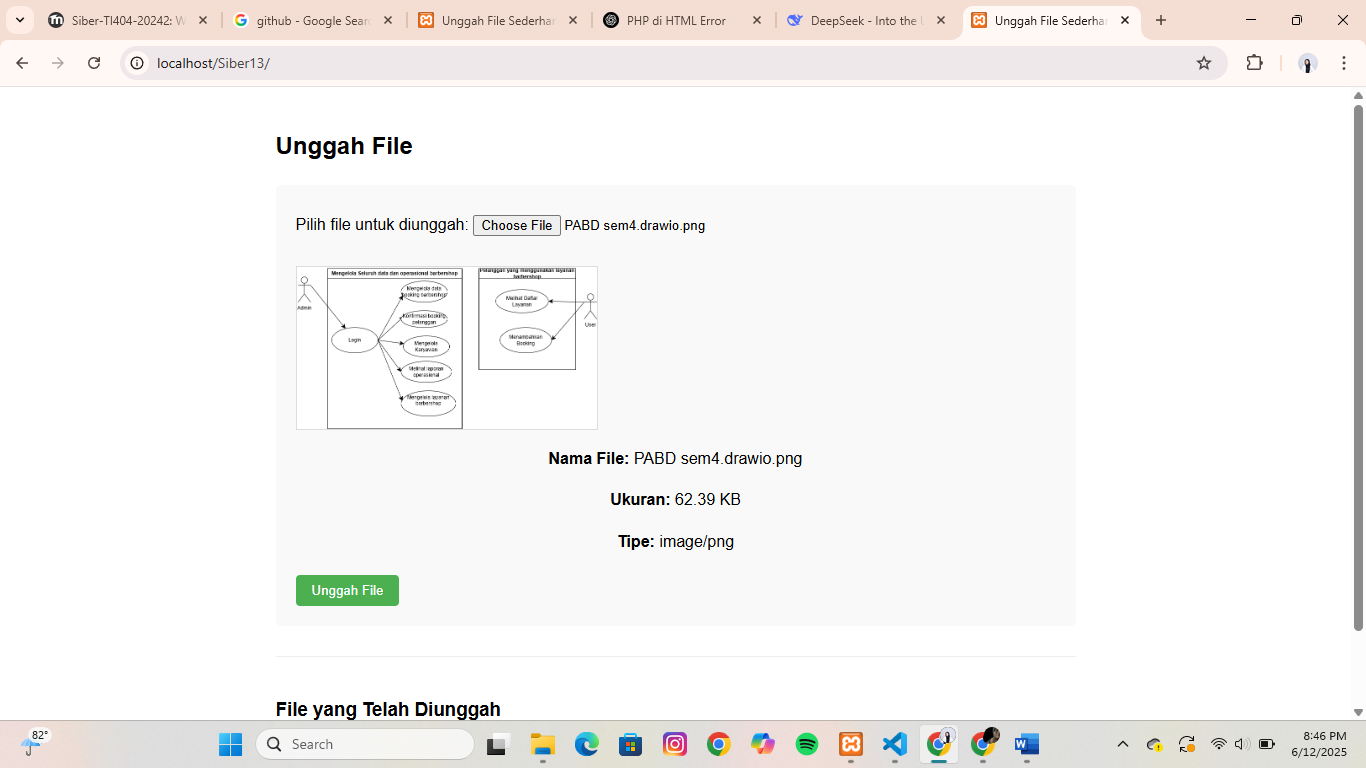 Siber-TI404-20242: W
github - Google Searc
Unggah File Sederhan
PHP di HTML Error
DeepSeek - Into the U
Unggah File Sederhan
localhost/Siber13/
Unggah File
Pilih file untuk diunggah: Choose File PABD sem4.drawio.png
Mengelola Seluruh data dan operasional barbershop
Pelanggan yang menggunakan layanan
barbershop
Admin
Login
Mengelola data
booking barbershop
Konfirmasi booking
pelanggan
Mengelola
Karyawan
Melihat laporan
operasional
Mengelola layanan
barbershop
Melihat Daftar
Layanan
Menambahkan
Booking
User
Nama File: PABD sem4.drawio.png
Ukuran: 62.39 KB
Tipe: image/png
Unggah File
File yang Telah Diunggah
82°
Search
8:46 PM
6/12/2025